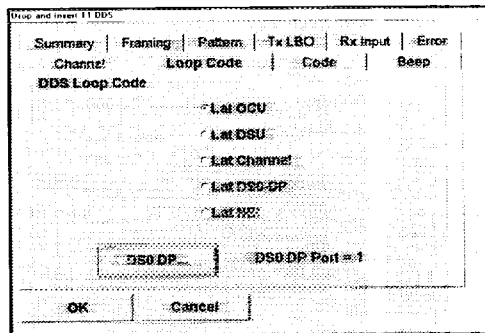 Drop and Insert T1 DDS
Summary Framing Pattern Tx LBO Rx Input Error
Channel Loop Code Code Beep
DDS Loop Code
Lat OCU
Lat DSU
Lat Channel
Lat DS0-DP
Lat NEI
DS0 DP... DS0 DP Port = 1
OK Cancel